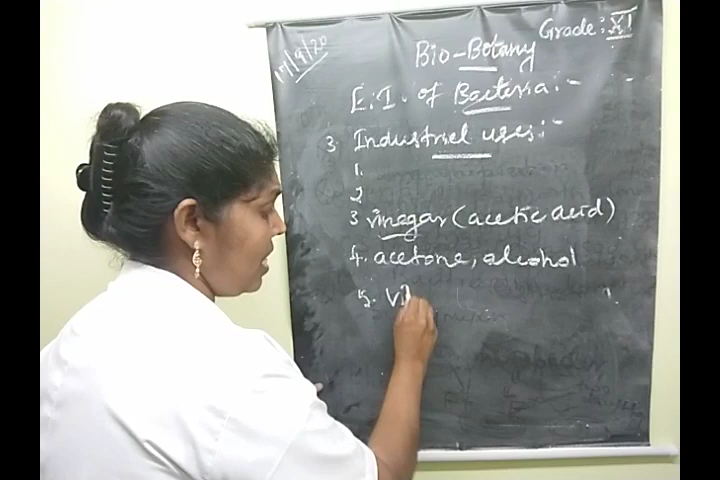 17/9/20
Grade: XI
Bio-Botany
E.I. of Bacteria:-
3. Industrial uses:-
1.
2.
3 vinegar (acetic acid)
4. acetone, alcohol
5. Vi